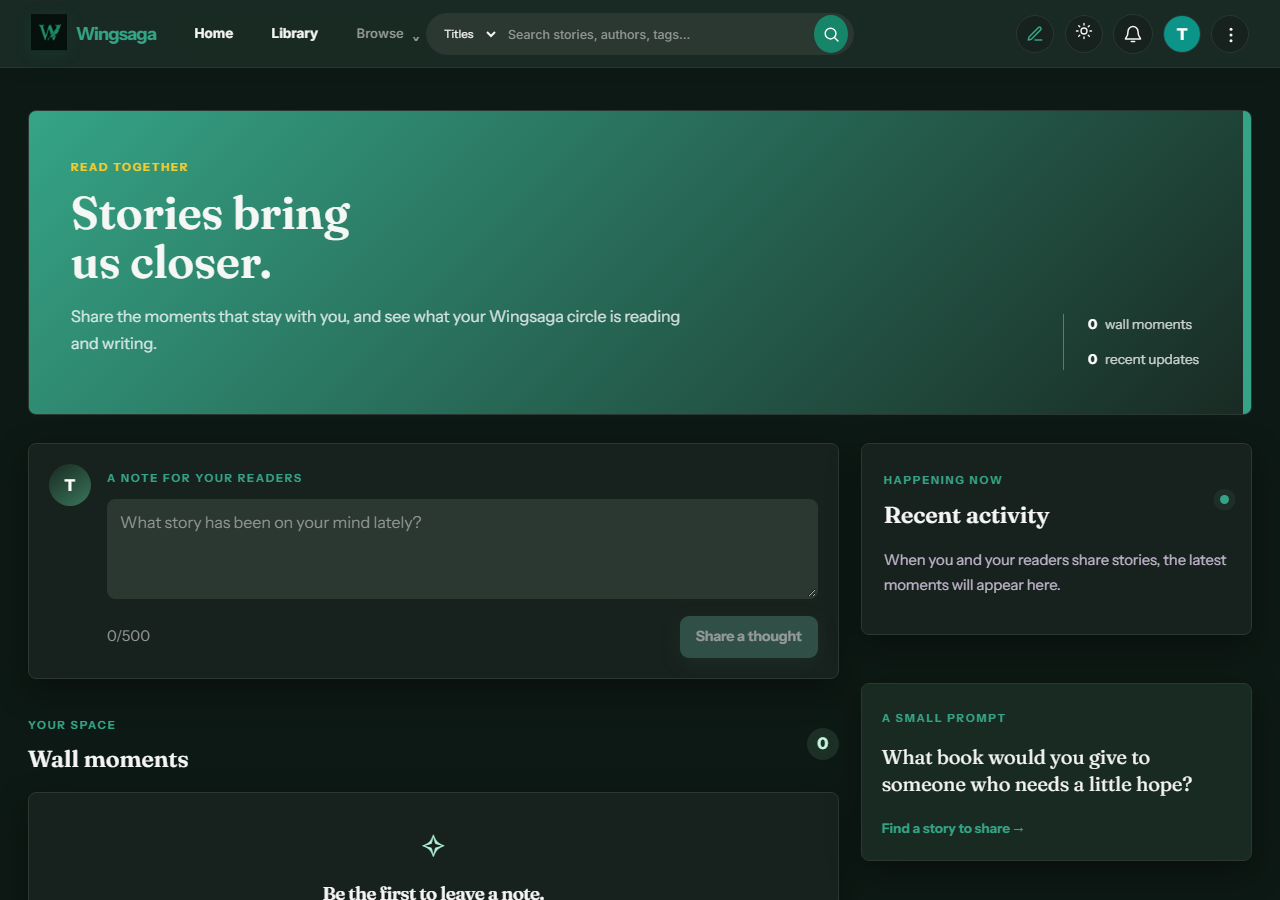 W Wingsaga Home Library Browse Titles Search stories, authors, tags... T
READ TOGETHER
Stories bring
us closer.
Share the moments that stay with you, and see what your Wingsaga circle is reading
and writing.
0 wall moments
0 recent updates
T A NOTE FOR YOUR READERS
What story has been on your mind lately?
0/500 Share a thought
YOUR SPACE
Wall moments 0
Be the first to leave a note.
HAPPENING NOW
Recent activity
When you and your readers share stories, the latest
moments will appear here.
A SMALL PROMPT
What book would you give to
someone who needs a little hope?
Find a story to share →